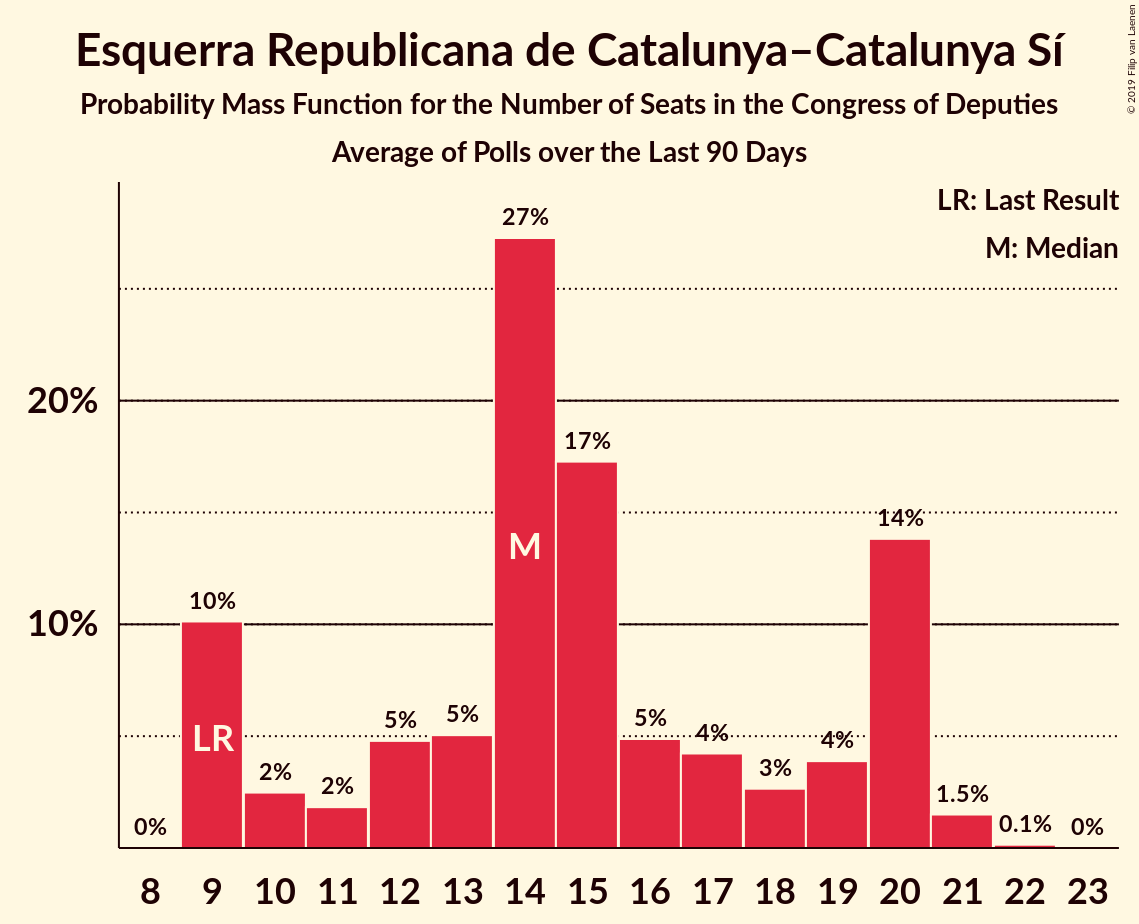 Esquerra Republicana de Catalunya–Catalunya Sí
Probability Mass Function for the Number of Seats in the Congress of Deputies
Average of Polls over the Last 90 Days
© 2019 Filip van Laenen
LR: Last Result
M: Median
27%
20%
17%
14%
10%
10%
5%
5%
5%
4%
4%
3%
2%
2%
1.5%
0.1%
0%
0%
M
LR
8 9 10 11 12 13 14 15 16 17 18 19 20 21 22 23